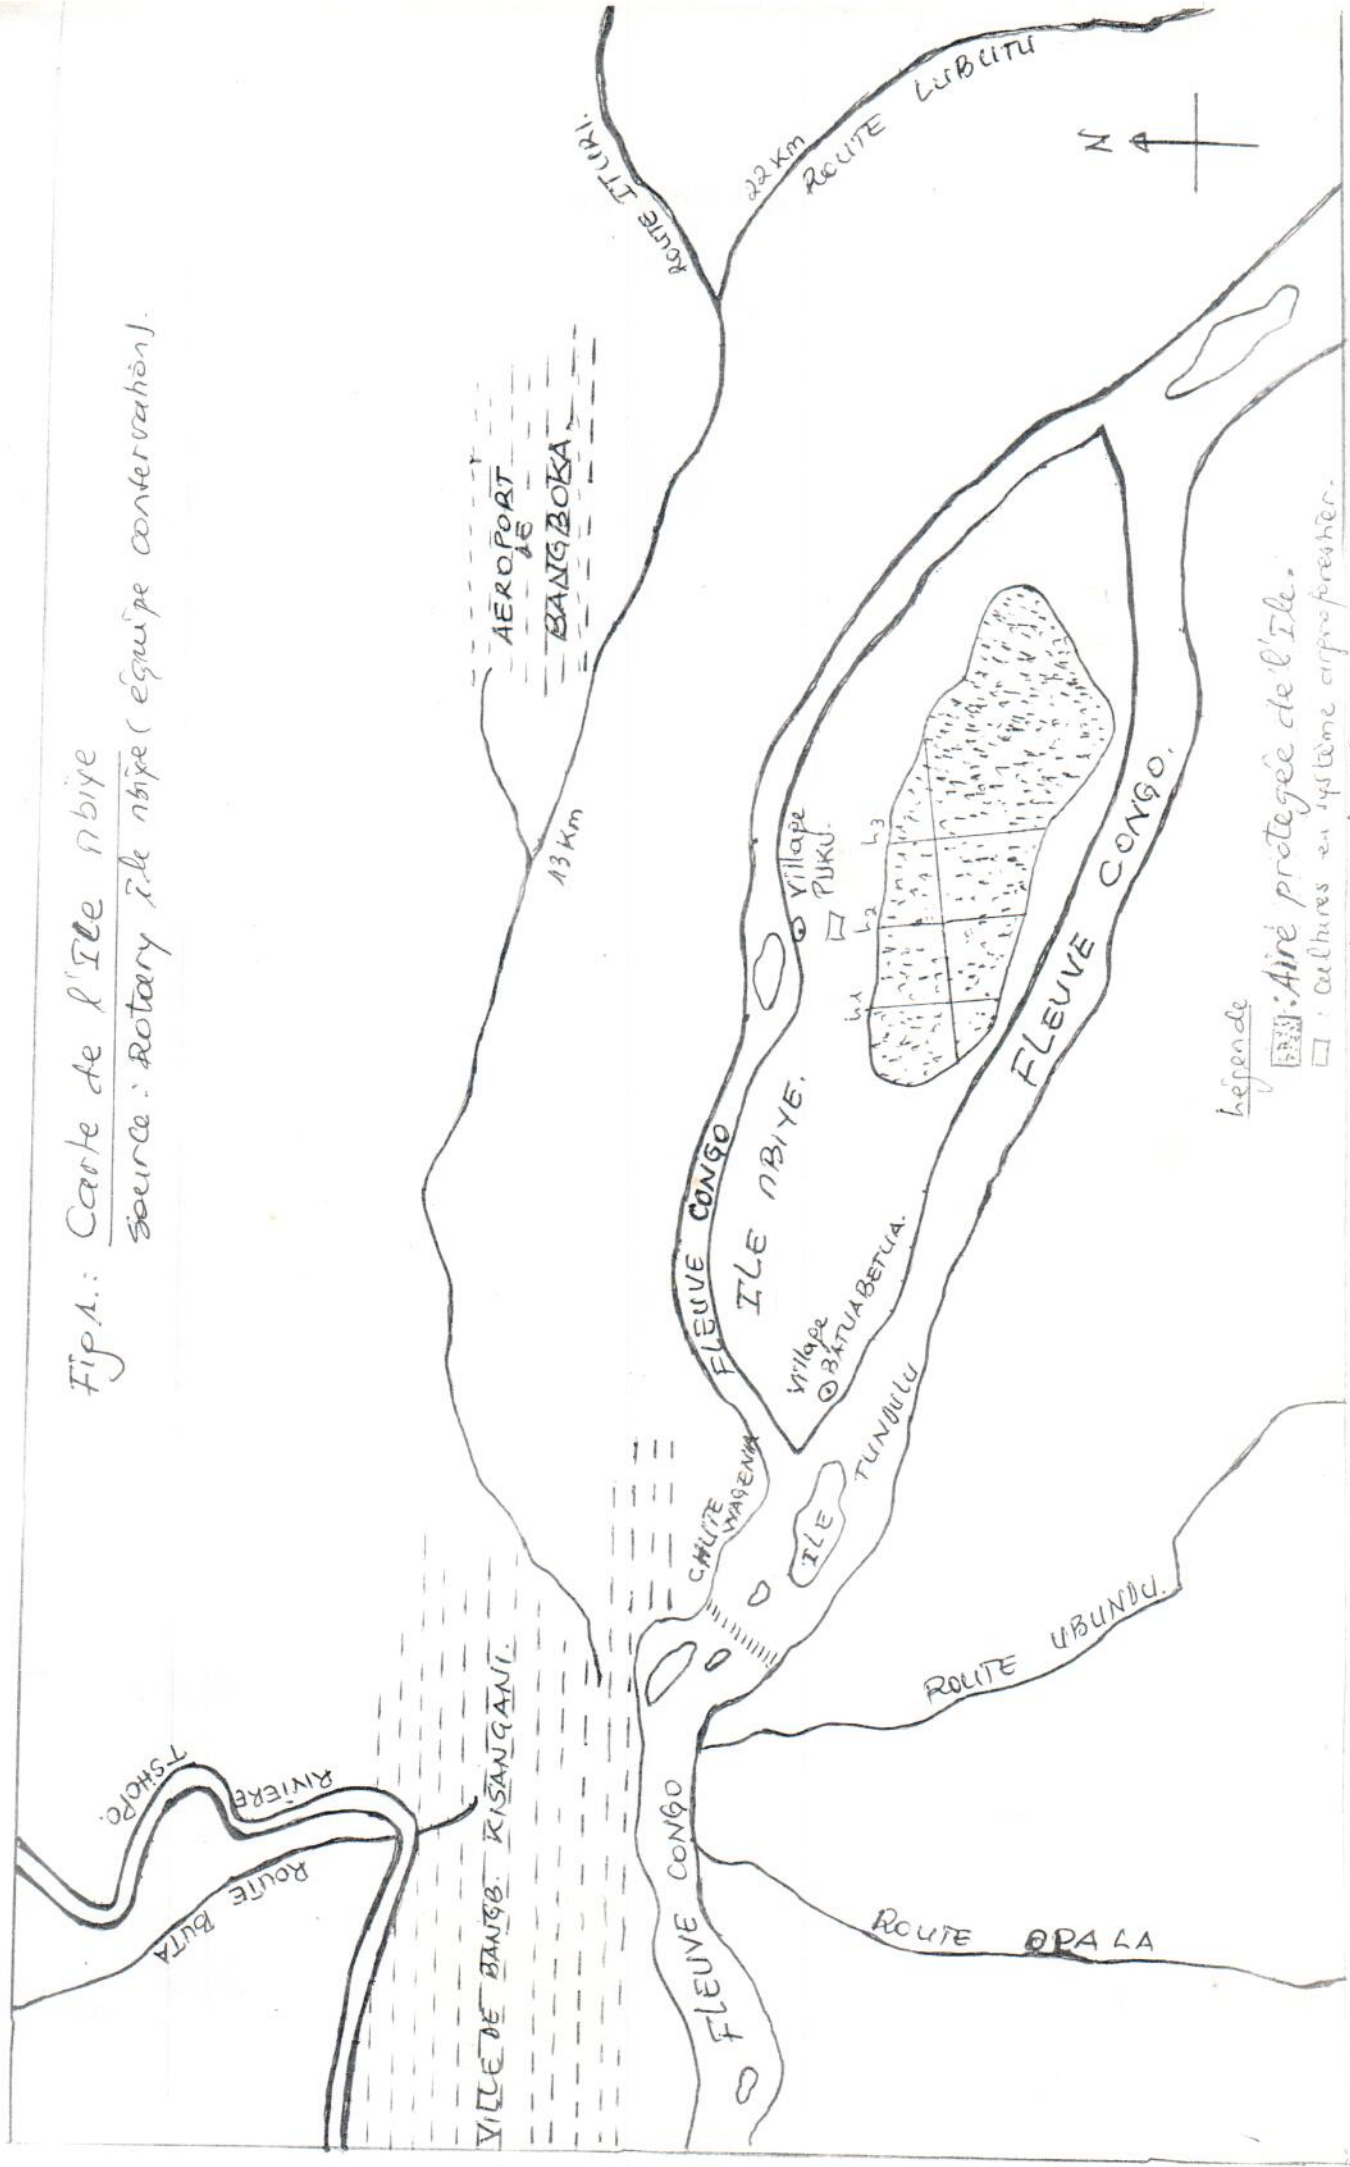 Fig 1.: Carte de l'Ile Mbiye
Source: Rotary île Mbiye (équipe conservation).
RIVIERE
TSHOPO.
ROUTE
BUTA
VILLE DE BANGB. KISANGANI.
13 Km
AEROPORT
DE
BANGBOKA
ROUTE ITURI.
22 Km
ROUTE LUBUTU
N
CHUTE
WAGENIA
FLEUVE CONGO
FLEUVE CONGO
ILE MBIYE.
Village
PUKU.
L1
L2
L3
Village
BATUABETUA.
ILE
TUNDULU
FLEUVE CONGO.
ROUTE UBUNDU.
ROUTE OPALA
Légende
: Aire protégée de l'Ile.
: cultures en système agroforestier.